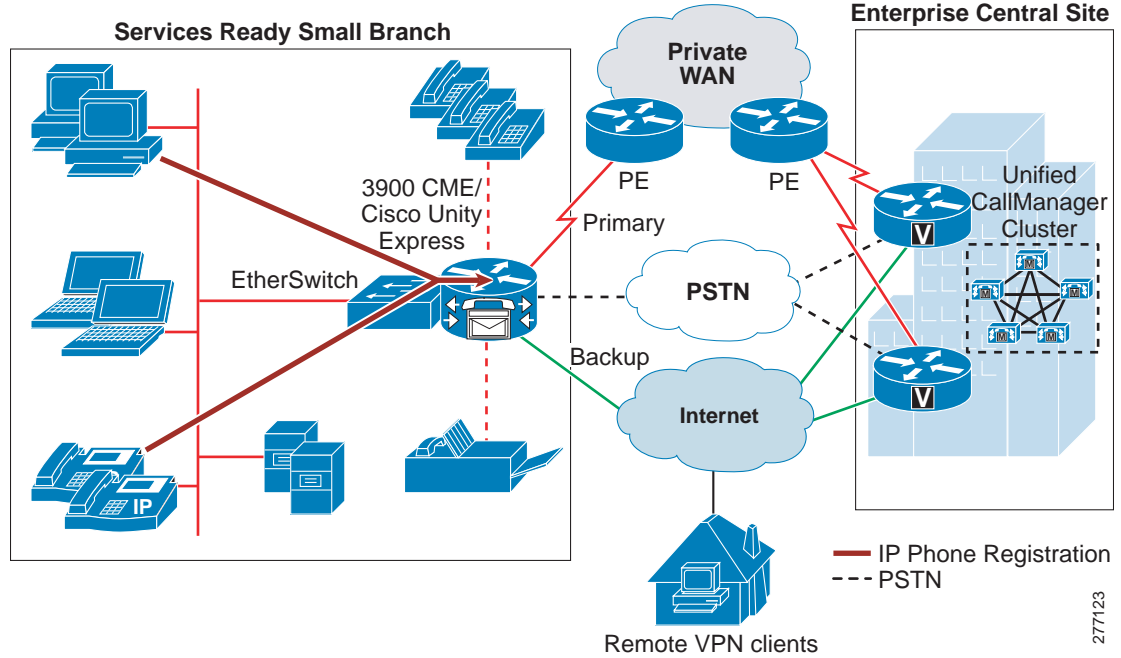 Services Ready Small Branch
Enterprise Central Site
Private
WAN
PE
PE
3900 CME/
Cisco Unity
Express
Primary
Unified
CallManager
Cluster
V
M
M
M
M
M
EtherSwitch
PSTN
Backup
Internet
V
IP
IP Phone Registration
PSTN
Remote VPN clients
277123